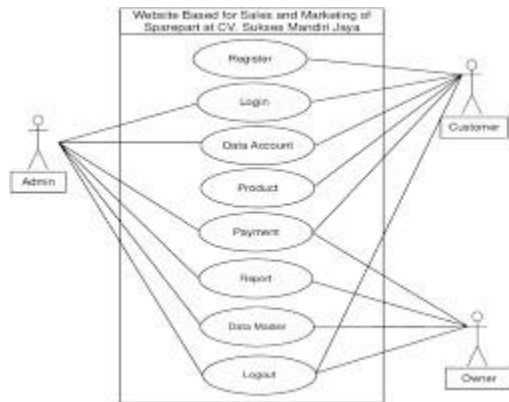 Website Based for Sales and Marketing of
Sparepart at CV. Sukses Mandiri Jaya
Register
Login
Customer
Data Account
Admin
Product
Payment
Report
Data Master
Logout
Owner